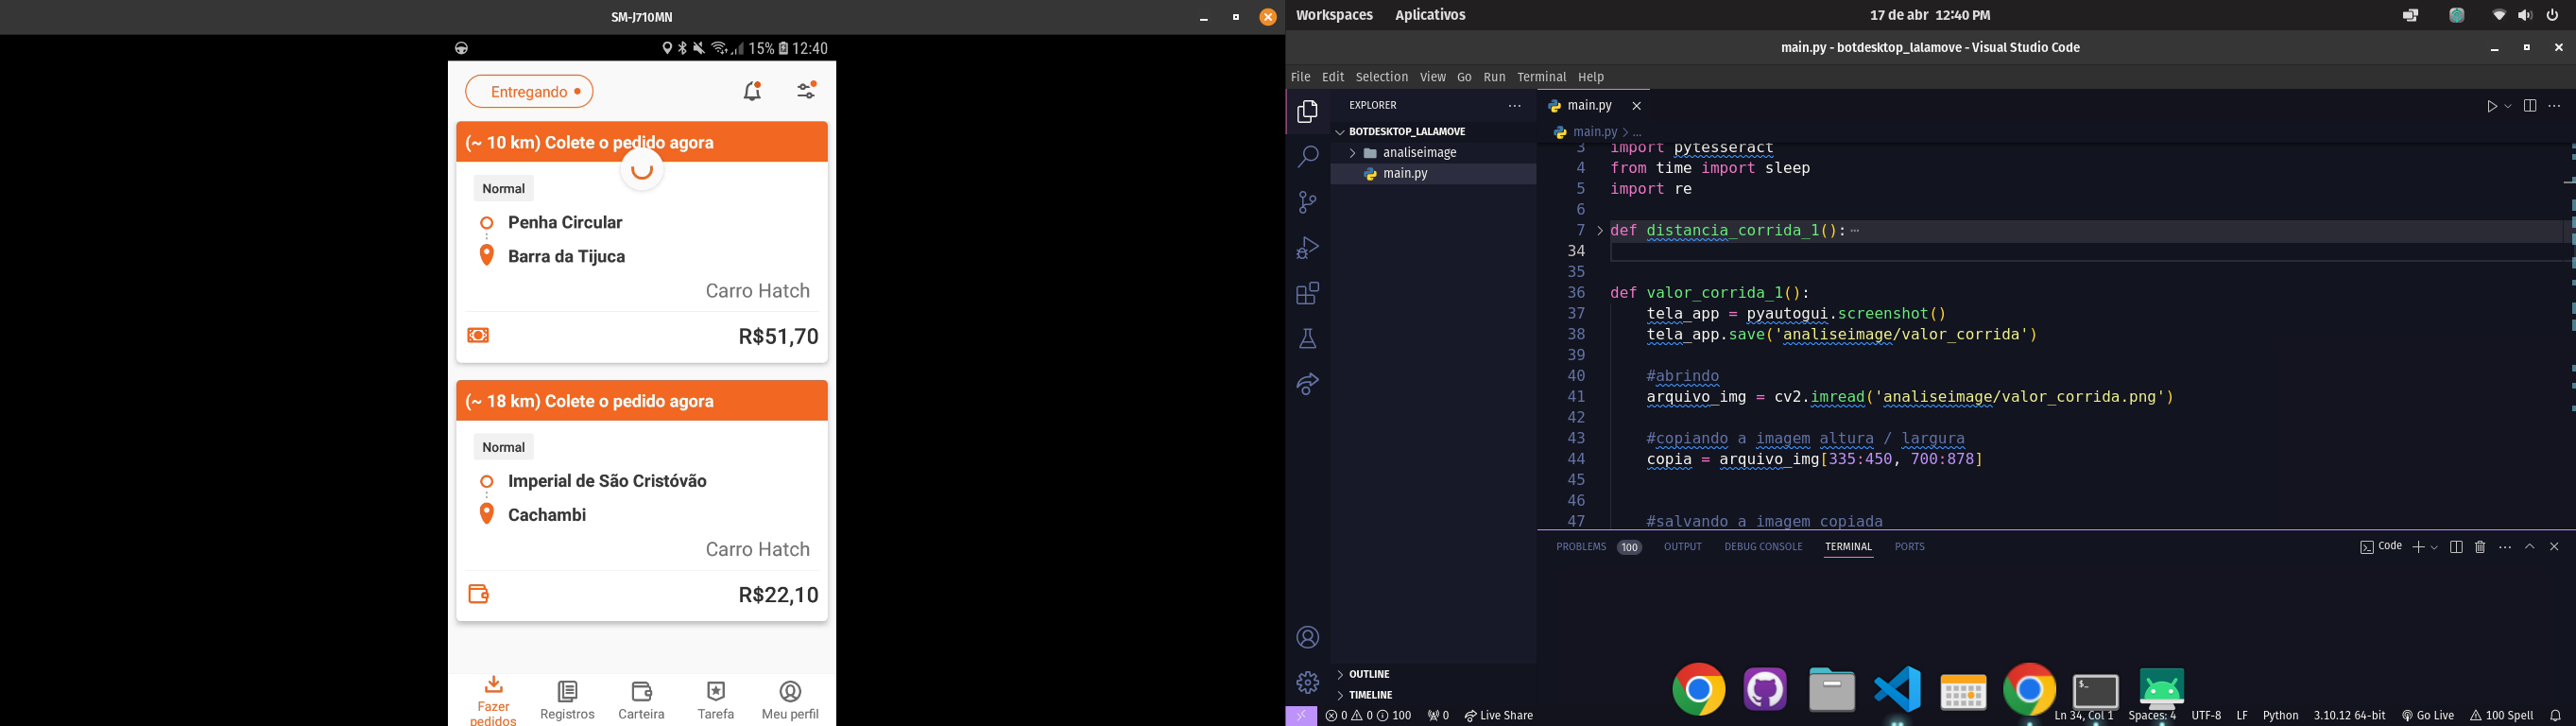 SM-J710MN
15% 12:40
Entregando
(~ 10 km) Colete o pedido agora
Normal
Penha Circular
Barra da Tijuca
Carro Hatch
R$51,70
(~ 18 km) Colete o pedido agora
Normal
Imperial de São Cristóvão
Cachambi
Carro Hatch
R$22,10
Fazer pedidos
Registros
Carteira
Tarefa
Meu perfil
Workspaces Aplicativos 17 de abr 12:40 PM
main.py - botdesktop_lalamove - Visual Studio Code
File Edit Selection View Go Run Terminal Help
EXPLORER
BOTDESKTOP_LALAMOVE
analiseimage
main.py
OUTLINE
TIMELINE
main.py
main.py > ...
3 import pytesseract
4 from time import sleep
5 import re
6
7 def distancia_corrida_1(): ⋯
34
35
36 def valor_corrida_1():
37 tela_app = pyautogui.screenshot()
38 tela_app.save('analiseimage/valor_corrida')
39
40 #abrindo
41 arquivo_img = cv2.imread('analiseimage/valor_corrida.png')
42
43 #copiando a imagem altura / largura
44 copia = arquivo_img[335:450, 700:878]
45
46
47 #salvando a imagem copiada
PROBLEMS 100 OUTPUT DEBUG CONSOLE TERMINAL PORTS
Code
0 0 100 0 Live Share
Ln 34, Col 1 Spaces: 4 UTF-8 LF Python 3.10.12 64-bit Go Live 100 Spell